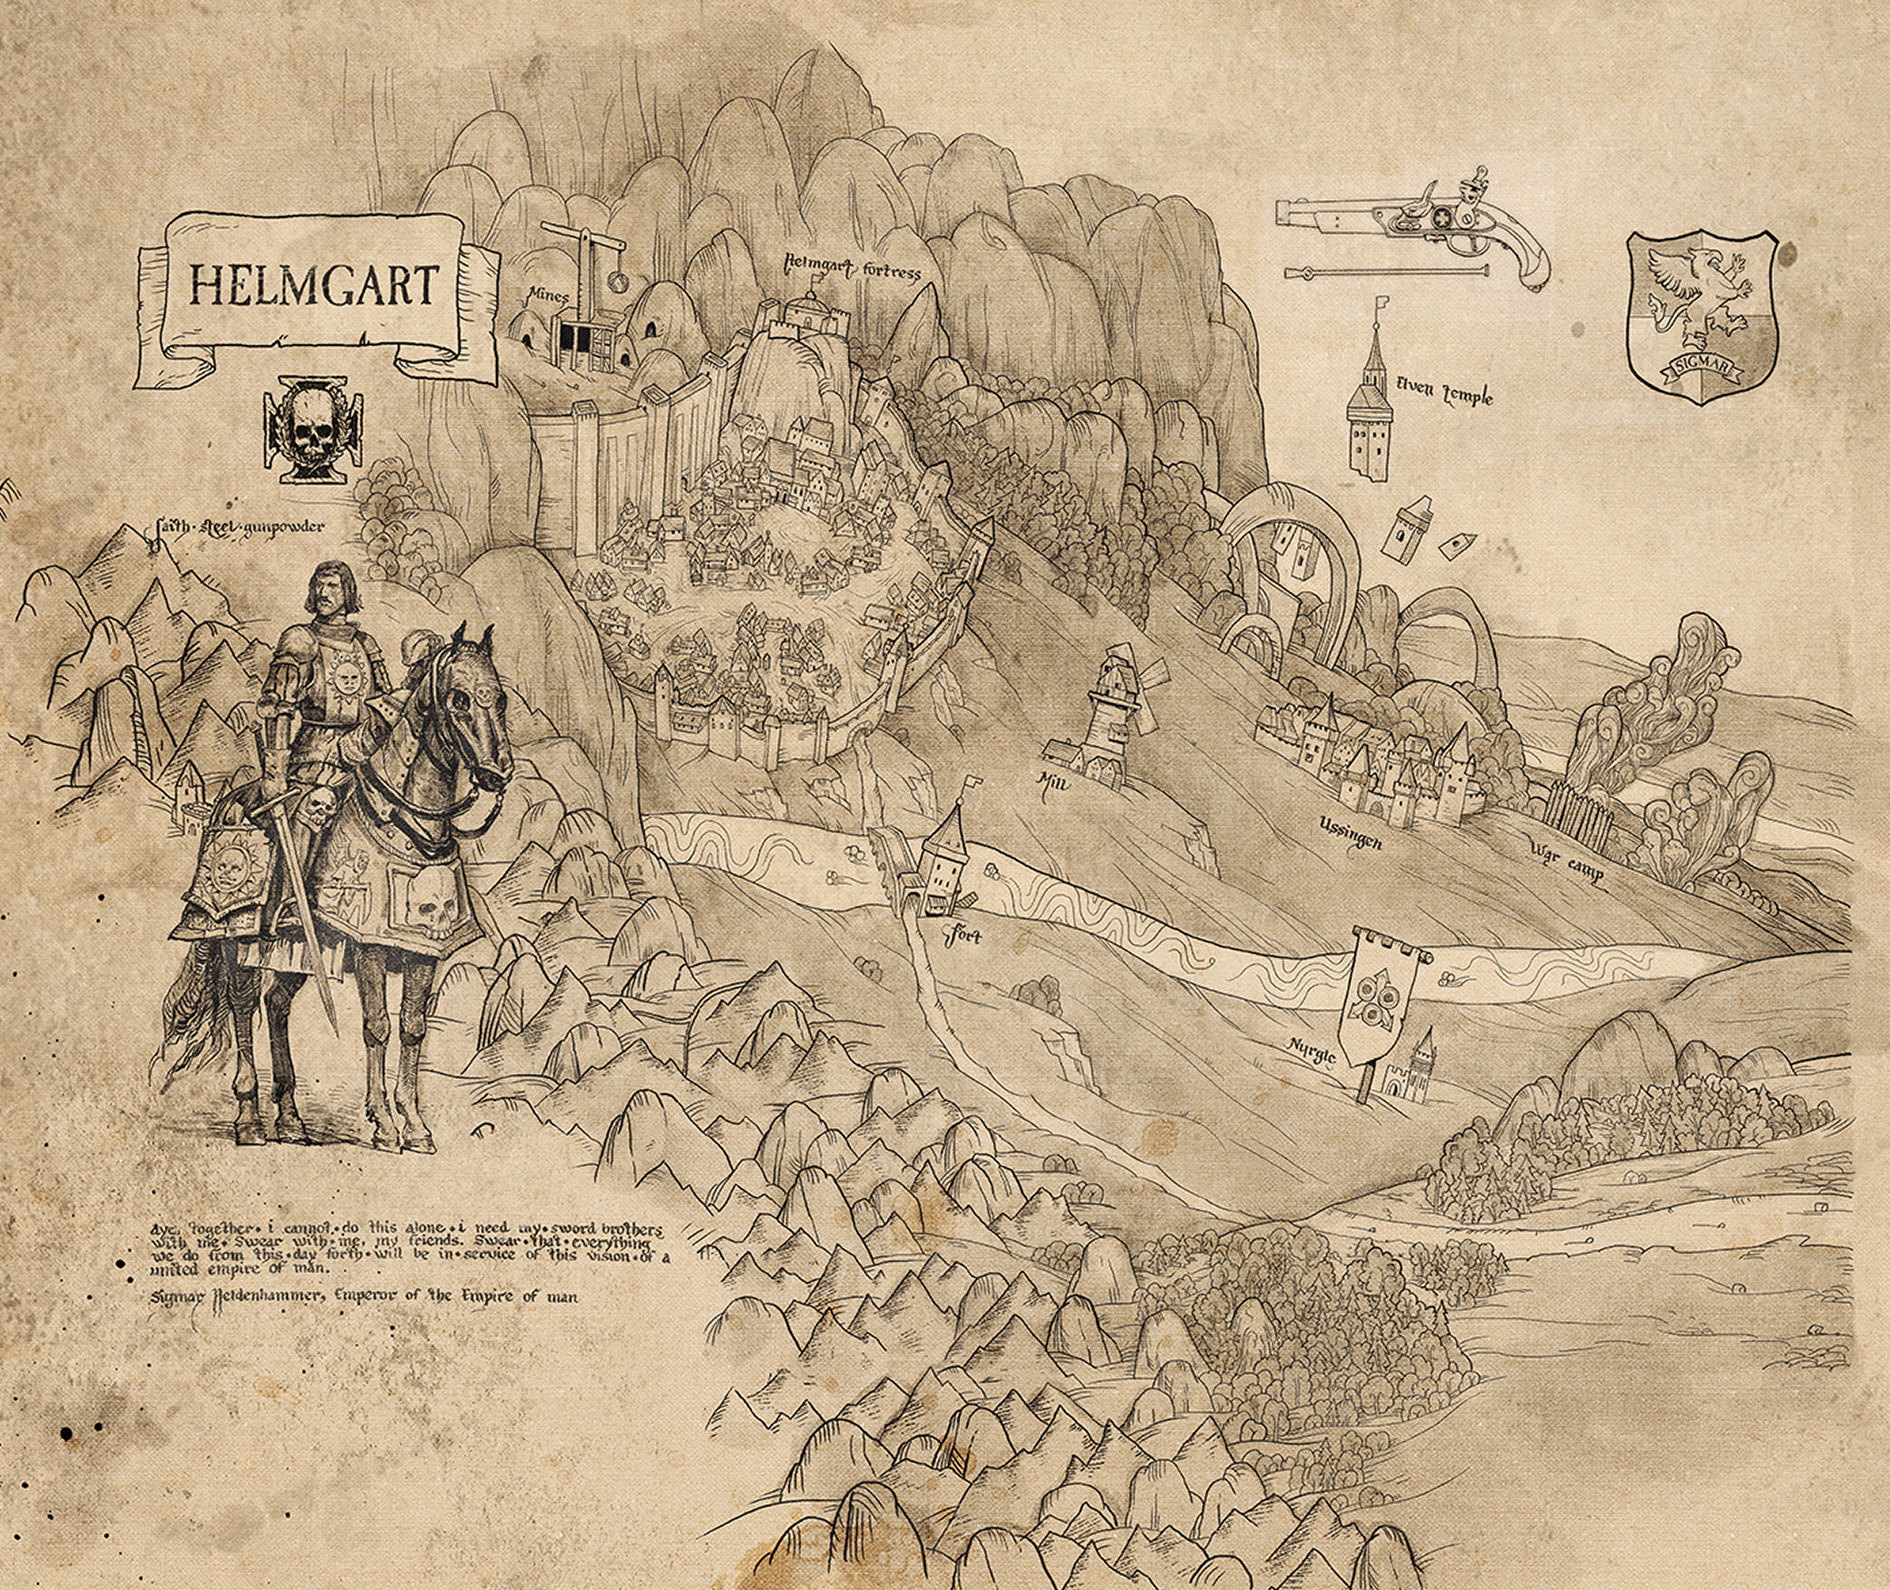 HELMGART
Mines
Helmgart fortress
SIGMAR
Elven temple
faith·steel·gunpowder
Mill
Ussingen
War camp
fort
Nurgle
Aye, together• i cannot•do this alone•i need my•sword brothers
with me• Swear with•me, my friends. Swear•that•everything
we do from this•day forth•will be in•service of this vision•of a
united empire of man.
Sigmar Heldenhammer, Emperor of the Empire of man